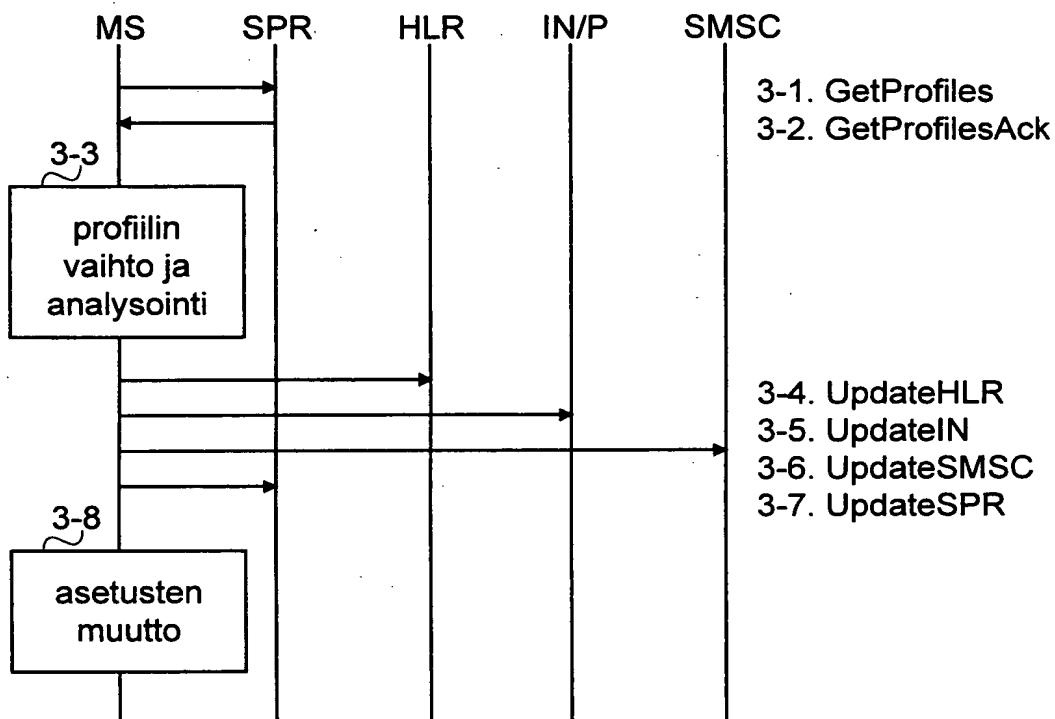 MS SPR HLR IN/P SMSC
3-1. GetProfiles
3-2. GetProfilesAck
3-3
profiilin
vaihto ja
analysointi
3-4. UpdateHLR
3-5. UpdateIN
3-6. UpdateSMSC
3-7. UpdateSPR
3-8
asetusten
muutto